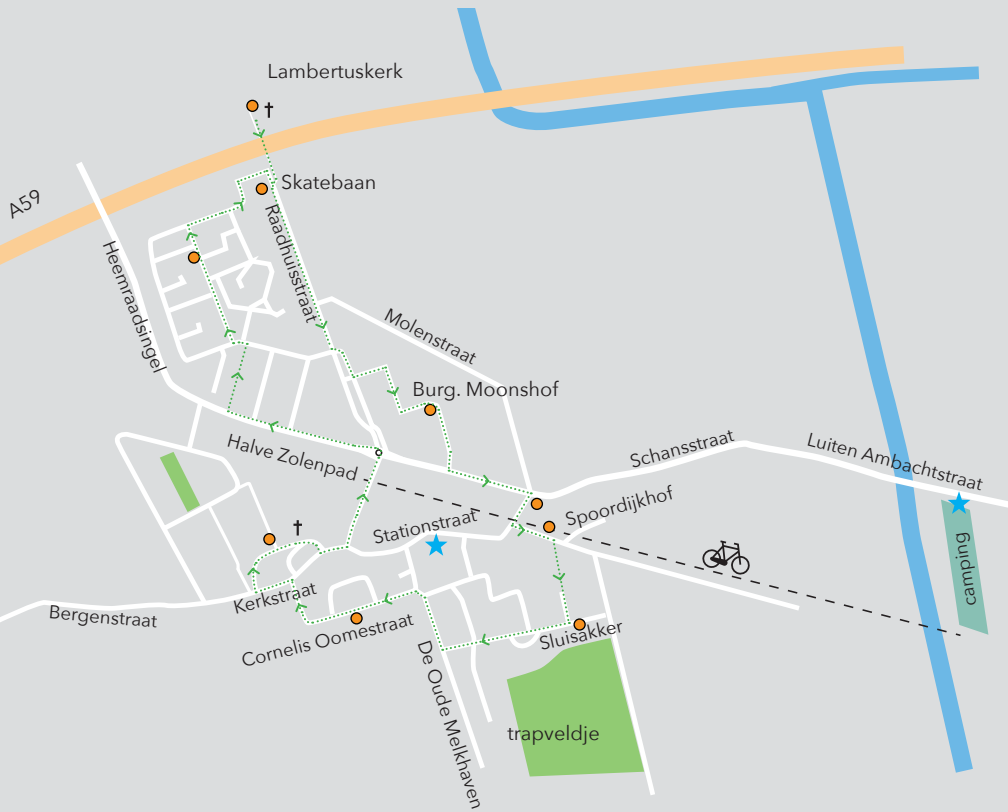 Lambertuskerk
A59
Skatebaan
Raadhuisstraat
Heemraadsingel
Molenstraat
Burg. Moonshof
Halve Zolenpad
Schansstraat
Luiten Ambachtstraat
Stationstraat
Spoordijkhof
camping
Kerkstraat
Bergenstraat
Cornelis Oomestraat
De Oude Melkhaven
Sluisakker
trapveldje